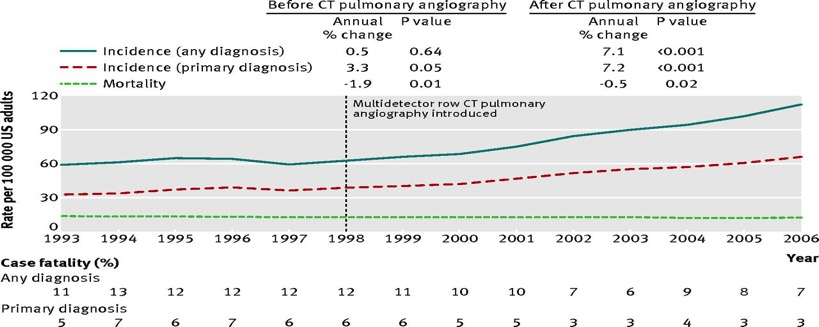 Before CT pulmonary angiography After CT pulmonary angiography
Annual % change P value Annual % change P value
Incidence (any diagnosis) 0.5 0.64 7.1 <0.001
Incidence (primary diagnosis) 3.3 0.05 7.2 <0.001
Mortality -1.9 0.01 -0.5 0.02
Rate per 100 000 US adults
120
90
60
30
0
Multidetector row CT pulmonary
angiography introduced
1993 1994 1995 1996 1997 1998 1999 2000 2001 2002 2003 2004 2005 2006
Year
Case fatality (%)
Any diagnosis
11 13 12 12 12 12 11 10 10 7 6 9 8 7
Primary diagnosis
5 7 6 7 6 6 6 5 5 3 3 4 3 3